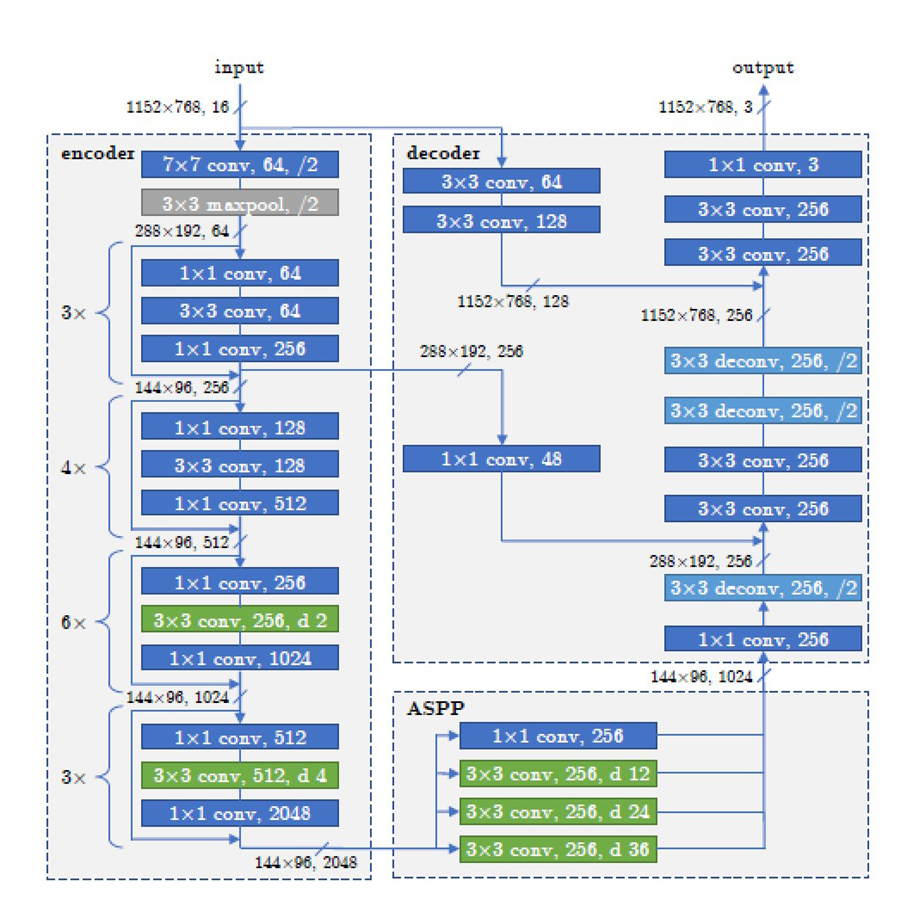 input
1152×768, 16
encoder
7×7 conv, 64, /2
3×3 maxpool, /2
288×192, 64
3×
1×1 conv, 64
3×3 conv, 64
1×1 conv, 256
144×96, 256
4×
1×1 conv, 128
3×3 conv, 128
1×1 conv, 512
144×96, 512
6×
1×1 conv, 256
3×3 conv, 256, d 2
1×1 conv, 1024
144×96, 1024
3×
1×1 conv, 512
3×3 conv, 512, d 4
1×1 conv, 2048
144×96, 2048
output
1152×768, 3
decoder
3×3 conv, 64
3×3 conv, 128
1152×768, 128
288×192, 256
1×1 conv, 48
1×1 conv, 3
3×3 conv, 256
3×3 conv, 256
1152×768, 256
3×3 deconv, 256, /2
3×3 deconv, 256, /2
3×3 conv, 256
3×3 conv, 256
288×192, 256
3×3 deconv, 256, /2
1×1 conv, 256
144×96, 1024
ASPP
1×1 conv, 256
3×3 conv, 256, d 12
3×3 conv, 256, d 24
3×3 conv, 256, d 36